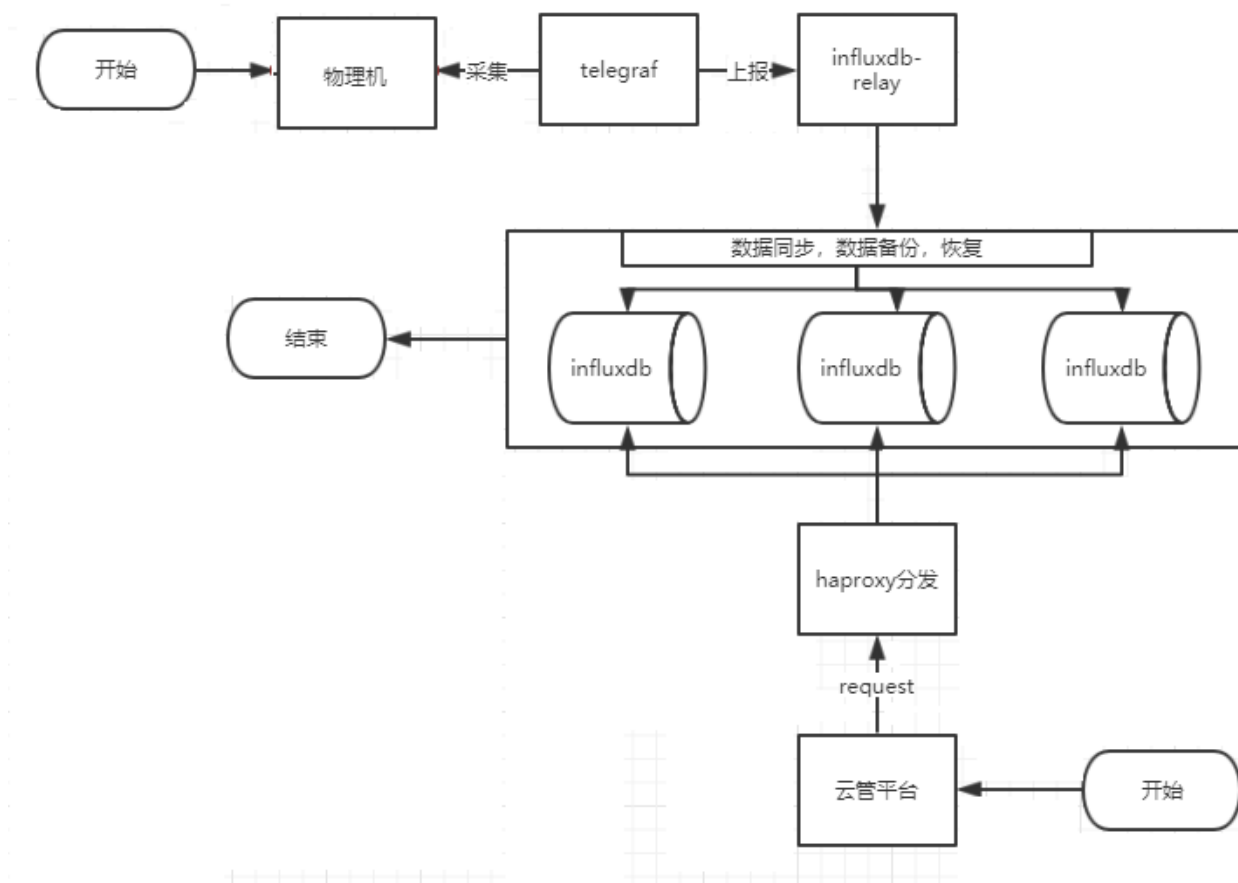 开始
物理机
采集
telegraf
上报
influxdb-
relay
数据同步，数据备份，恢复
结束
influxdb
influxdb
influxdb
haproxy分发
request
云管平台
开始